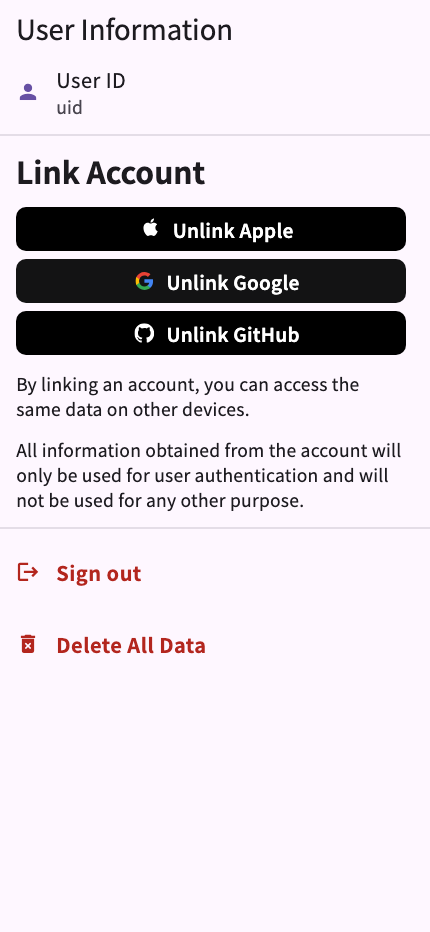 User Information
User ID
uid
Link Account
Unlink Apple
Unlink Google
Unlink GitHub
By linking an account, you can access the
same data on other devices.
All information obtained from the account will
only be used for user authentication and will
not be used for any other purpose.
Sign out
Delete All Data